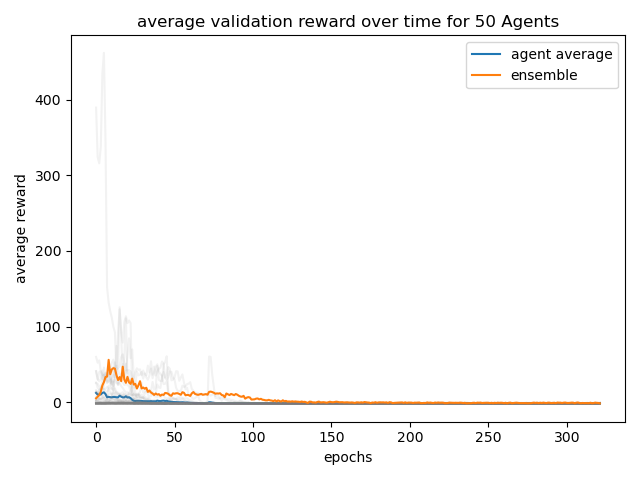 average validation reward over time for 50 Agents
agent average
ensemble
average reward
400
300
200
100
0
0 50 100 150 200 250 300
epochs